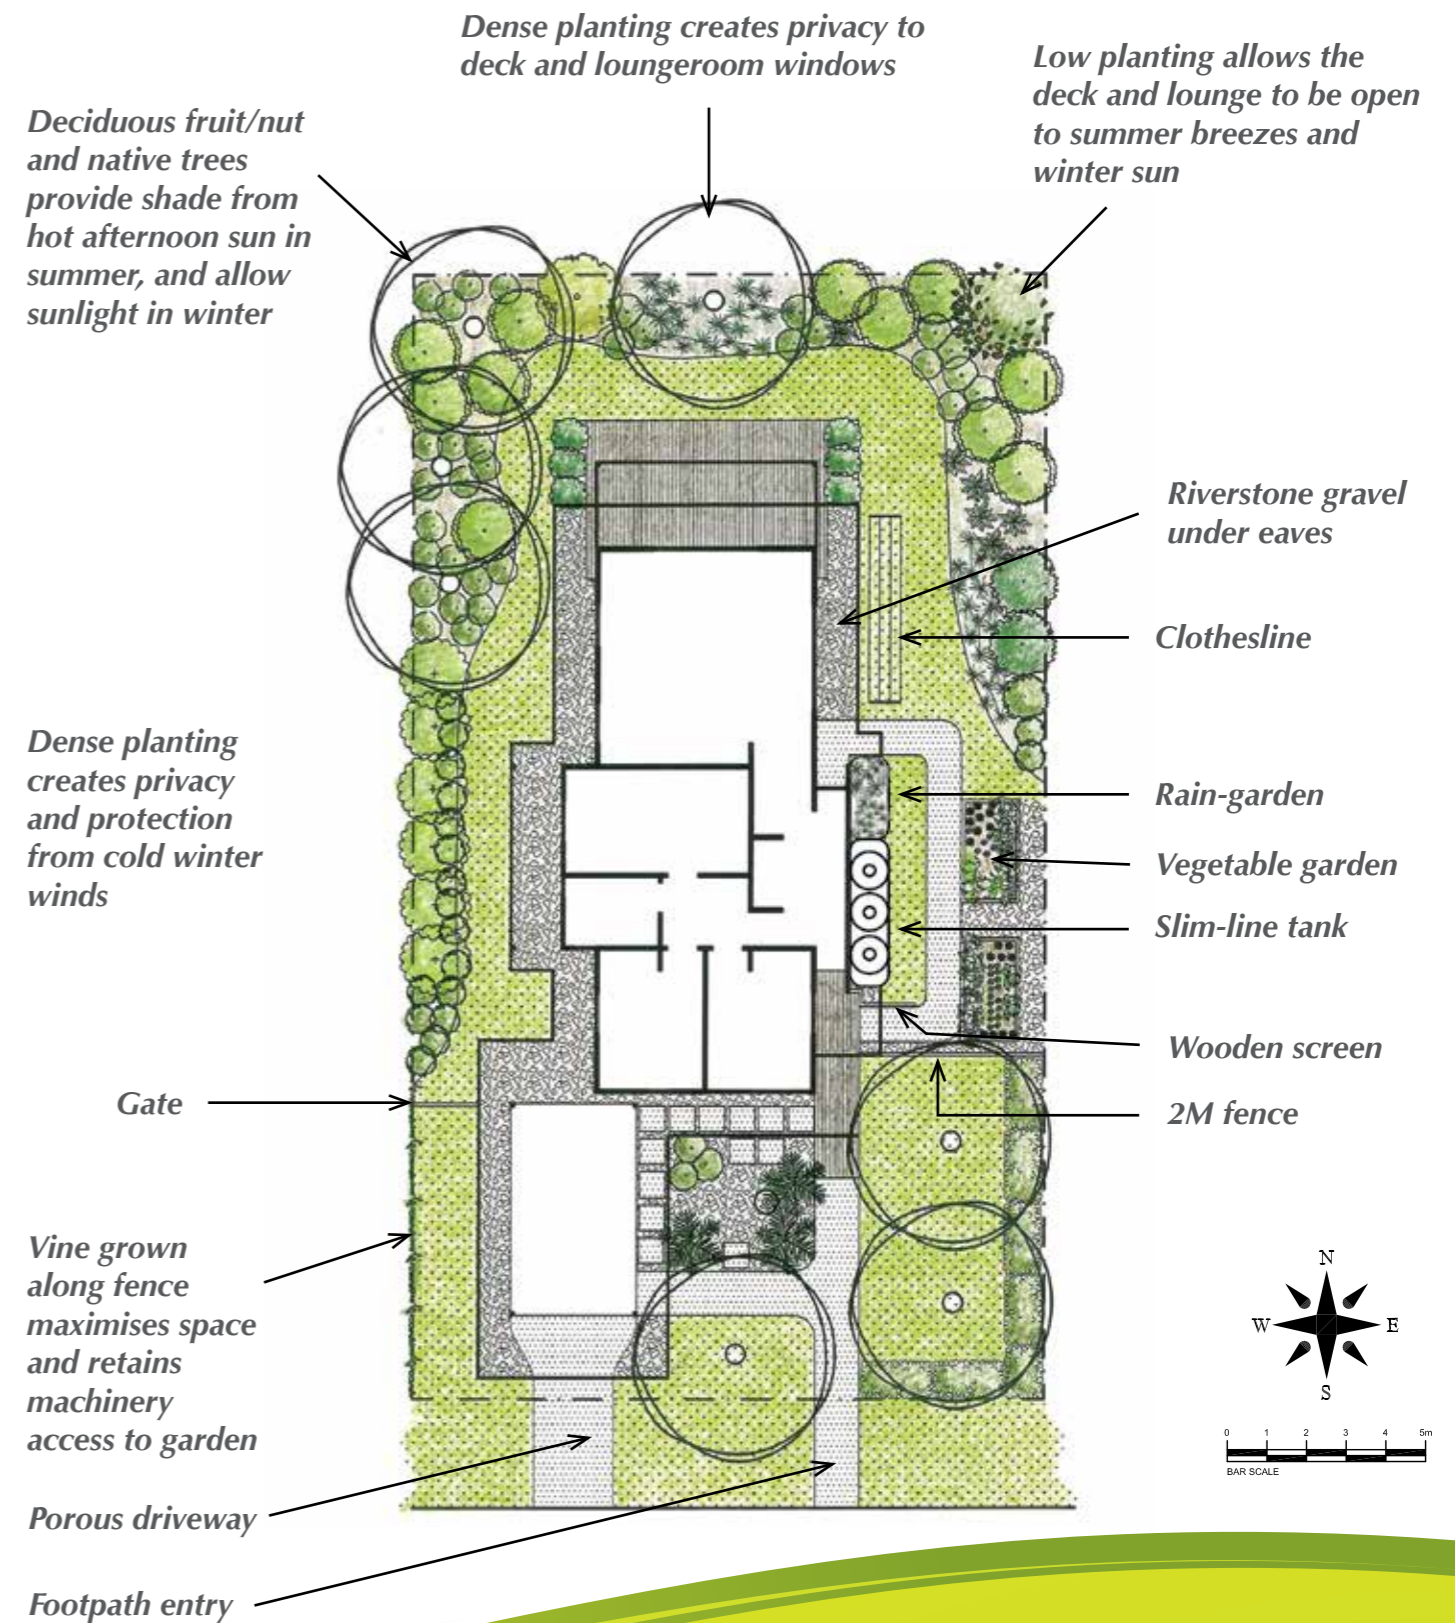 Dense planting creates privacy to
deck and loungeroom windows
Low planting allows the
deck and lounge to be open
to summer breezes and
winter sun
Deciduous fruit/nut
and native trees
provide shade from
hot afternoon sun in
summer, and allow
sunlight in winter
Riverstone gravel
under eaves
Clothesline
Dense planting
creates privacy
and protection
from cold winter
winds
Rain-garden
Vegetable garden
Slim-line tank
Wooden screen
Gate
2M fence
Vine grown
along fence
maximises space
and retains
machinery
access to garden
N
W E
S
0 1 2 3 4 5m
BAR SCALE
Porous driveway
Footpath entry